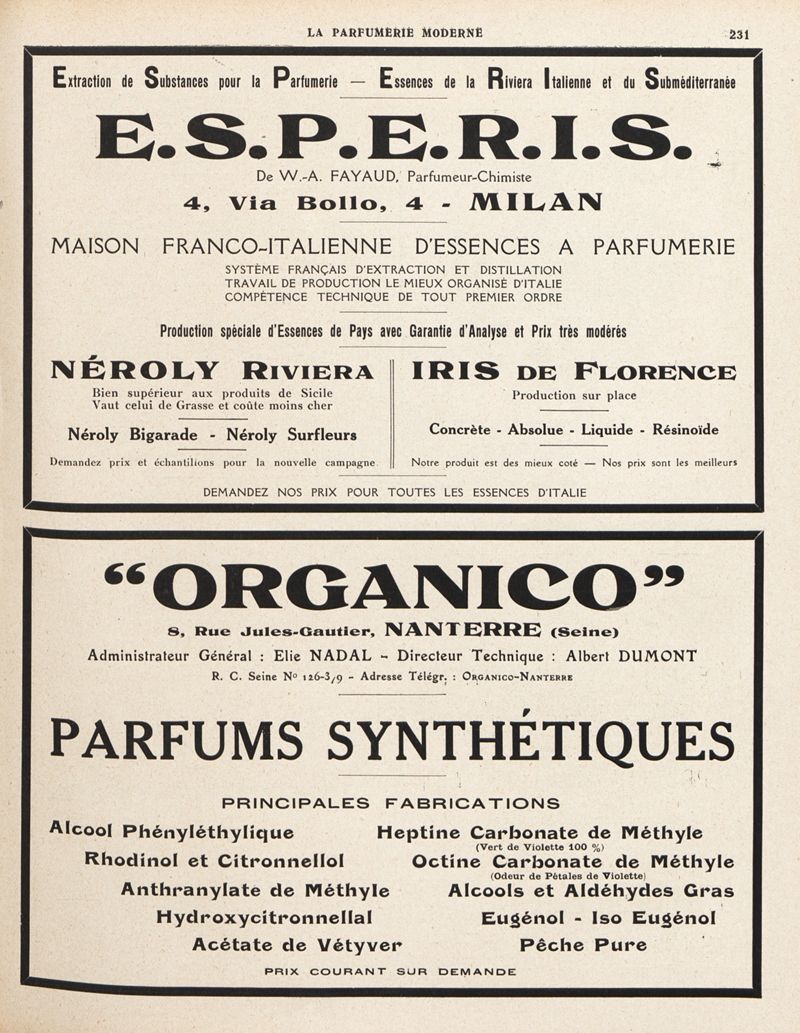 LA PARFUMERIE MODERNE 231
Extraction de Substances pour la Parfumerie — Essences de la Riviera Italienne et du Subméditerranée
E.S.P.E.R.I.S.
De W.-A. FAYAUD, Parfumeur-Chimiste
4, Via Bollo, 4 - MILAN
MAISON FRANCO-ITALIENNE D'ESSENCES A PARFUMERIE
SYSTÈME FRANÇAIS D'EXTRACTION ET DISTILLATION
TRAVAIL DE PRODUCTION LE MIEUX ORGANISÉ D'ITALIE
COMPÉTENCE TECHNIQUE DE TOUT PREMIER ORDRE
Production spéciale d'Essences de Pays avec Garantie d'Analyse et Prix très modérés
NÉROLY RIVIERA
Bien supérieur aux produits de Sicile
Vaut celui de Grasse et coûte moins cher
Néroly Bigarade - Néroly Surfleurs
Demandez prix et échantilions pour la nouvelle campagne
IRIS DE FLORENCE
Production sur place
Concrète - Absolue - Liquide - Résinoïde
Notre produit est des mieux coté — Nos prix sont les meilleurs
DEMANDEZ NOS PRIX POUR TOUTES LES ESSENCES D'ITALIE
“ORGANICO”
8, Rue Jules-Gautier, NANTERRE (Seine)
Administrateur Général : Elie NADAL - Directeur Technique : Albert DUMONT
R. C. Seine Nº 126-3/9 - Adresse Télégr. : ORGANICO-NANTERRE
PARFUMS SYNTHÉTIQUES
PRINCIPALES FABRICATIONS
Alcool Phényléthylique
Rhodinol et Citronnellol
Anthranylate de Méthyle
Hydroxycitronnellal
Acétate de Vétyver
Heptine Carbonate de Méthyle
(Vert de Violette 100 %)
Octine Carbonate de Méthyle
(Odeur de Pétales de Violette)
Alcools et Aldéhydes Gras
Eugénol - Iso Eugénol
Pêche Pure
PRIX COURANT SUR DEMANDE